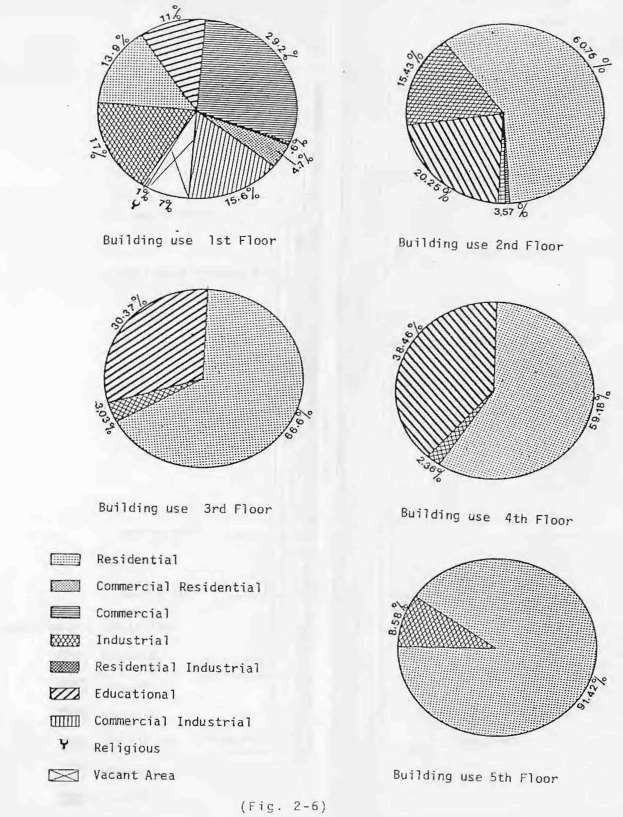 11%
29.2%
13.9%
.6%
4.7%
17%
1%
7%
15.6%
Building use 1st Floor
60.76%
15.43%
20.25%
3.57%
Building use 2nd Floor
30.37%
3.03%
66.6%
Building use 3rd Floor
38.46%
59.18%
2.36%
Building use 4th Floor
Residential
Commercial Residential
Commercial
Industrial
Residential Industrial
Educational
Commercial Industrial
Religious
Vacant Area
8.58%
91.42%
Building use 5th Floor
(Fig. 2-6)